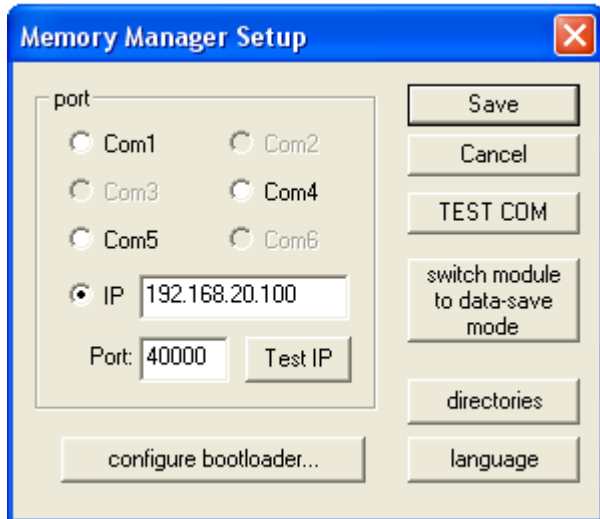 Memory Manager Setup
port
Com1 Com2
Com3 Com4
Com5 Com6
IP 192.168.20.100
Port: 40000 Test IP
configure bootloader...
Save
Cancel
TEST COM
switch module
to data-save
mode
directories
language